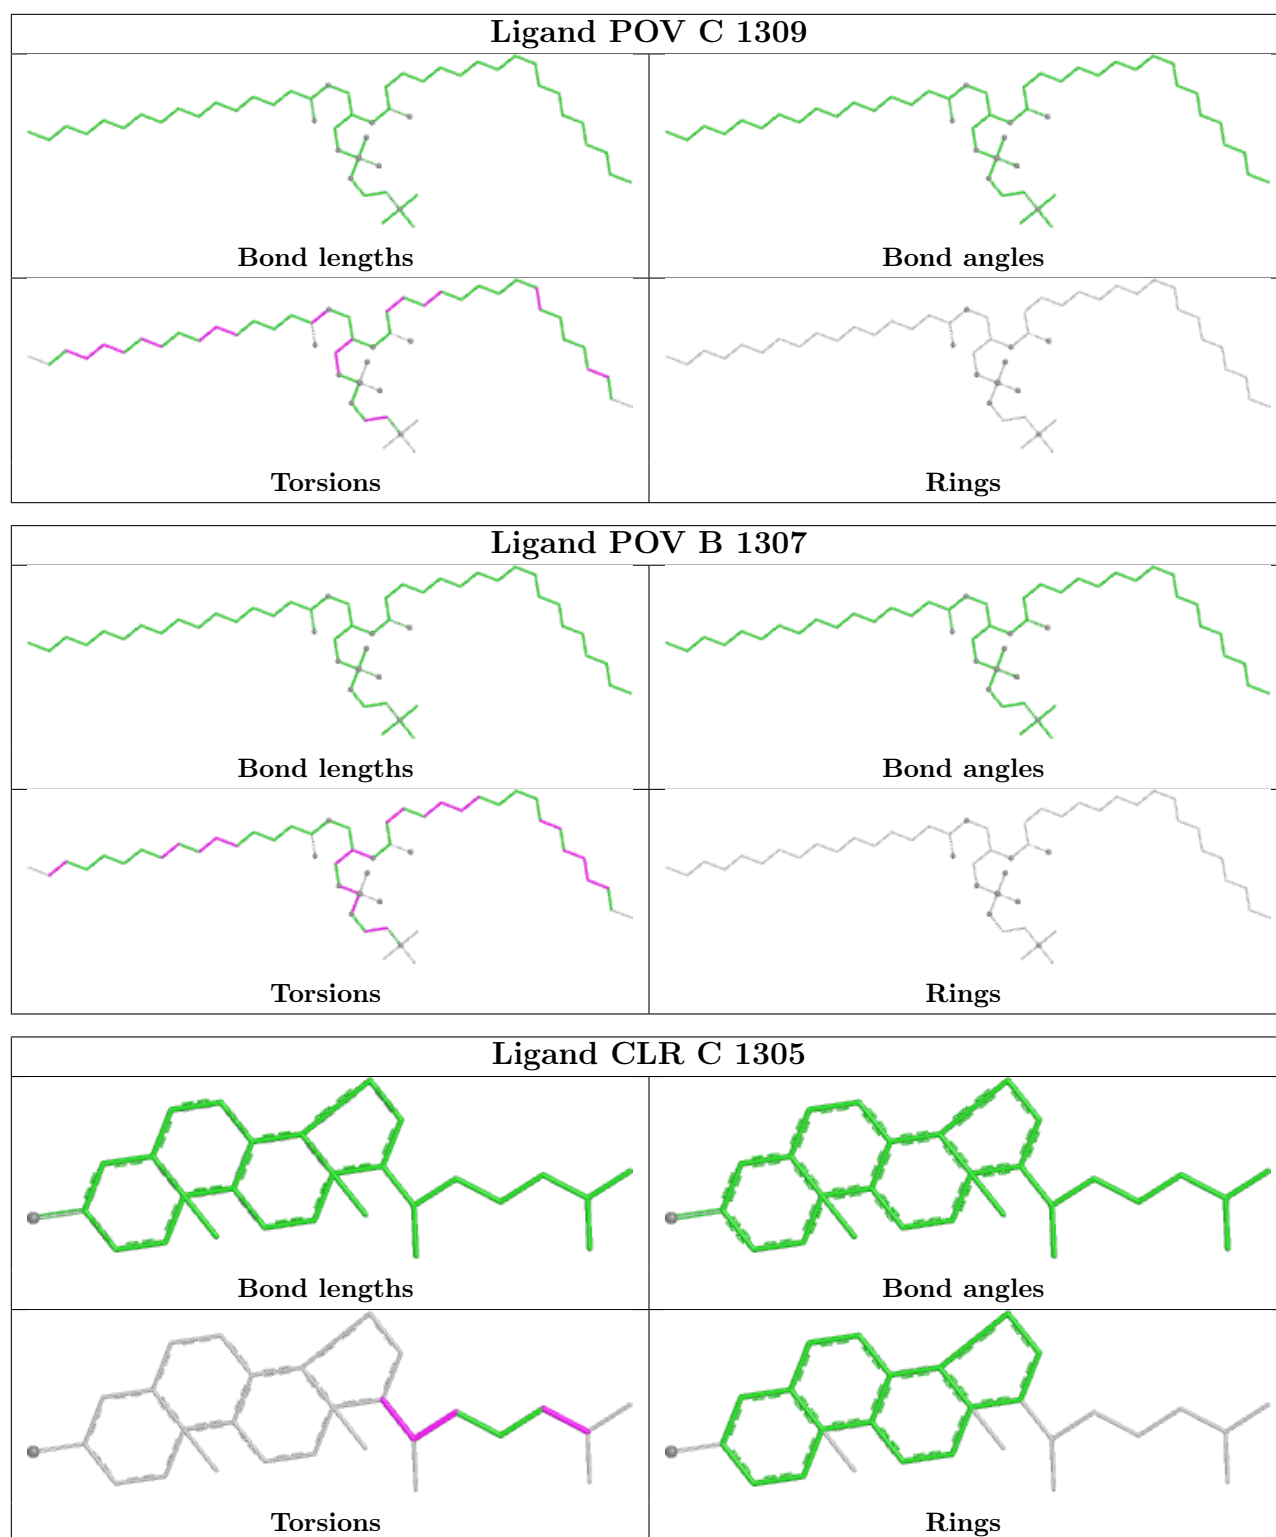 Ligand POV C 1309
Bond lengths
Bond angles
Torsions
Rings
Ligand POV B 1307
Bond lengths
Bond angles
Torsions
Rings
Ligand CLR C 1305
Bond lengths
Bond angles
Torsions
Rings